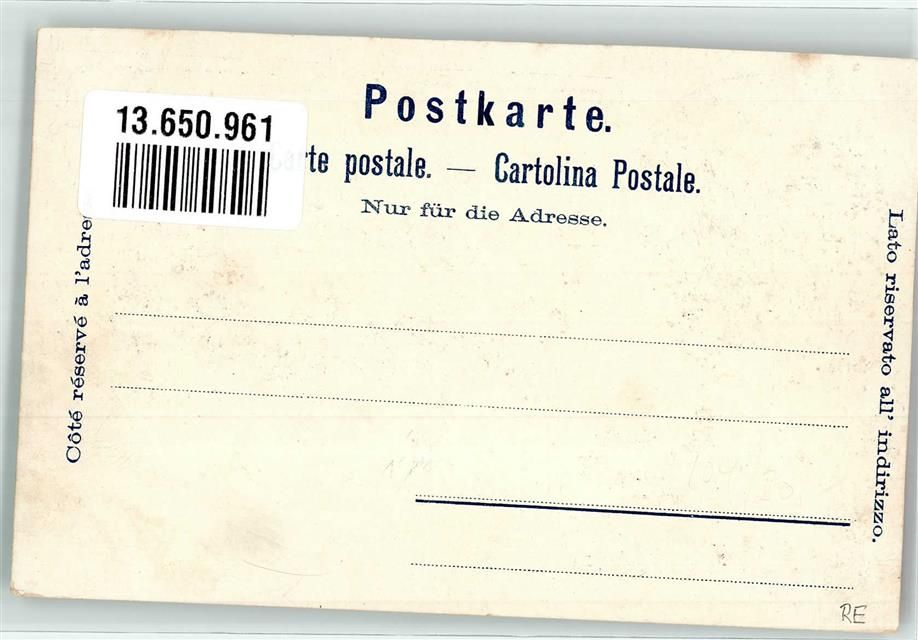 13.650.961
Postkarte.
arte postale. — Cartolina Postale.
Nur für die Adresse.
Côté réservé à l'adre
Lato riservato all' indirizzo.
RE